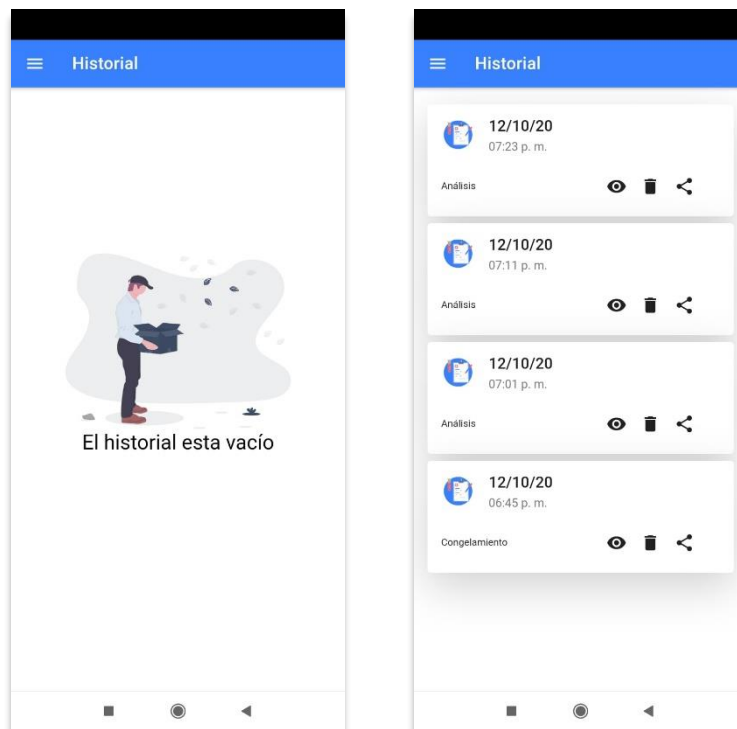 Historial
El historial esta vacío
Historial
12/10/20
07:23 p. m.
Análisis
12/10/20
07:11 p. m.
Análisis
12/10/20
07:01 p. m.
Análisis
12/10/20
06:45 p. m.
Congelamiento